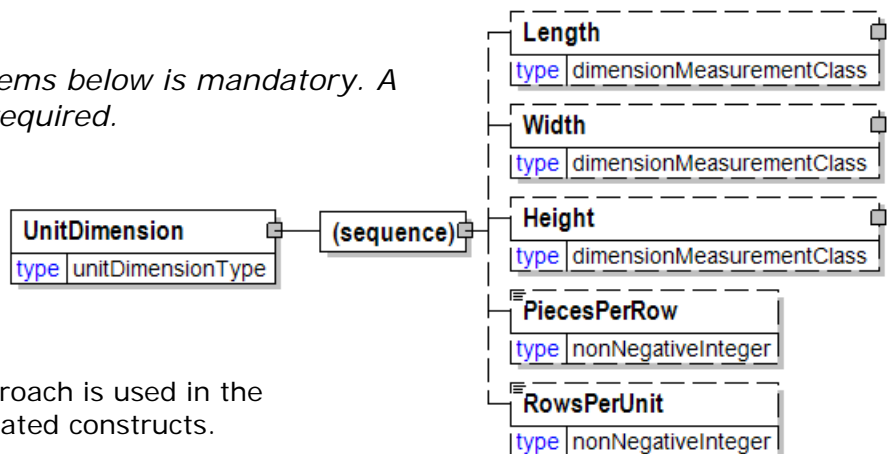 ems below is mandatory. A
equired.
UnitDimension
type unitDimensionType
(sequence)
Length
type dimensionMeasurementClass
Width
type dimensionMeasurementClass
Height
type dimensionMeasurementClass
PiecesPerRow
type nonNegativeInteger
RowsPerUnit
type nonNegativeInteger
roach is used in the
ated constructs.